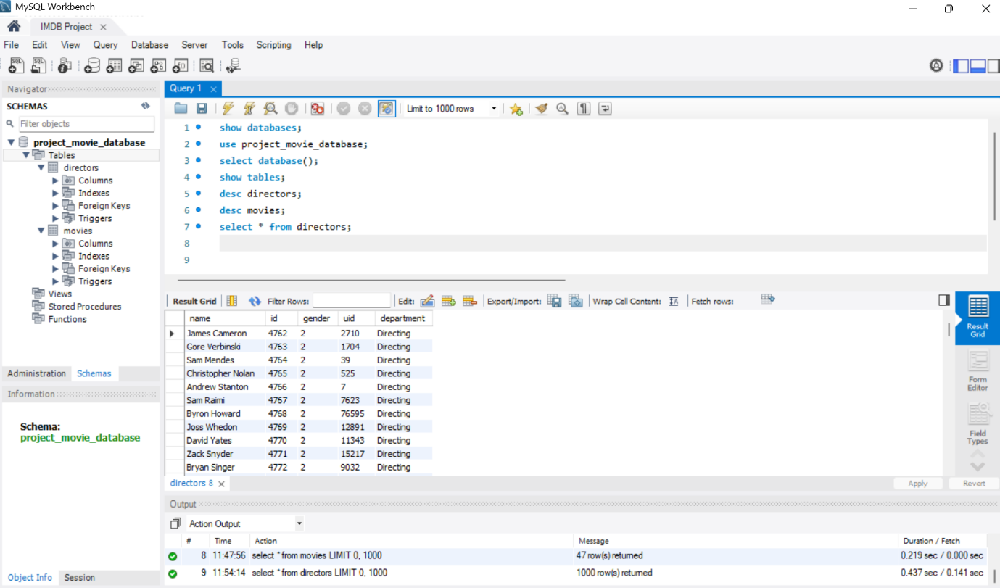 MySQL Workbench
IMDB Project
File Edit View Query Database Server Tools Scripting Help
Navigator
SCHEMAS
Filter objects
project_movie_database
Tables
directors
Columns
Indexes
Foreign Keys
Triggers
movies
Columns
Indexes
Foreign Keys
Triggers
Views
Stored Procedures
Functions
Administration Schemas
Information
Schema:
project_movie_database
Object Info Session
Query 1
Limit to 1000 rows
1 show databases;
2 use project_movie_database;
3 select database();
4 show tables;
5 desc directors;
6 desc movies;
7 select * from directors;
8
9
Result Grid Filter Rows: Edit: Export/Import: Wrap Cell Content: Fetch rows:
name id gender uid department
James Cameron 4762 2 2710 Directing
Gore Verbinski 4763 2 1704 Directing
Sam Mendes 4764 2 39 Directing
Christopher Nolan 4765 2 525 Directing
Andrew Stanton 4766 2 7 Directing
Sam Raimi 4767 2 7623 Directing
Byron Howard 4768 2 76595 Directing
Joss Whedon 4769 2 12891 Directing
David Yates 4770 2 11343 Directing
Zack Snyder 4771 2 15217 Directing
Bryan Singer 4772 2 9032 Directing
Result
Grid
Form
Editor
Field
Types
directors 8
Apply Revert
Output
Action Output
# Time Action Message Duration / Fetch
8 11:47:56 select * from movies LIMIT 0, 1000 47 row(s) returned 0.219 sec / 0.000 sec
9 11:54:14 select * from directors LIMIT 0, 1000 1000 row(s) returned 0.437 sec / 0.141 sec